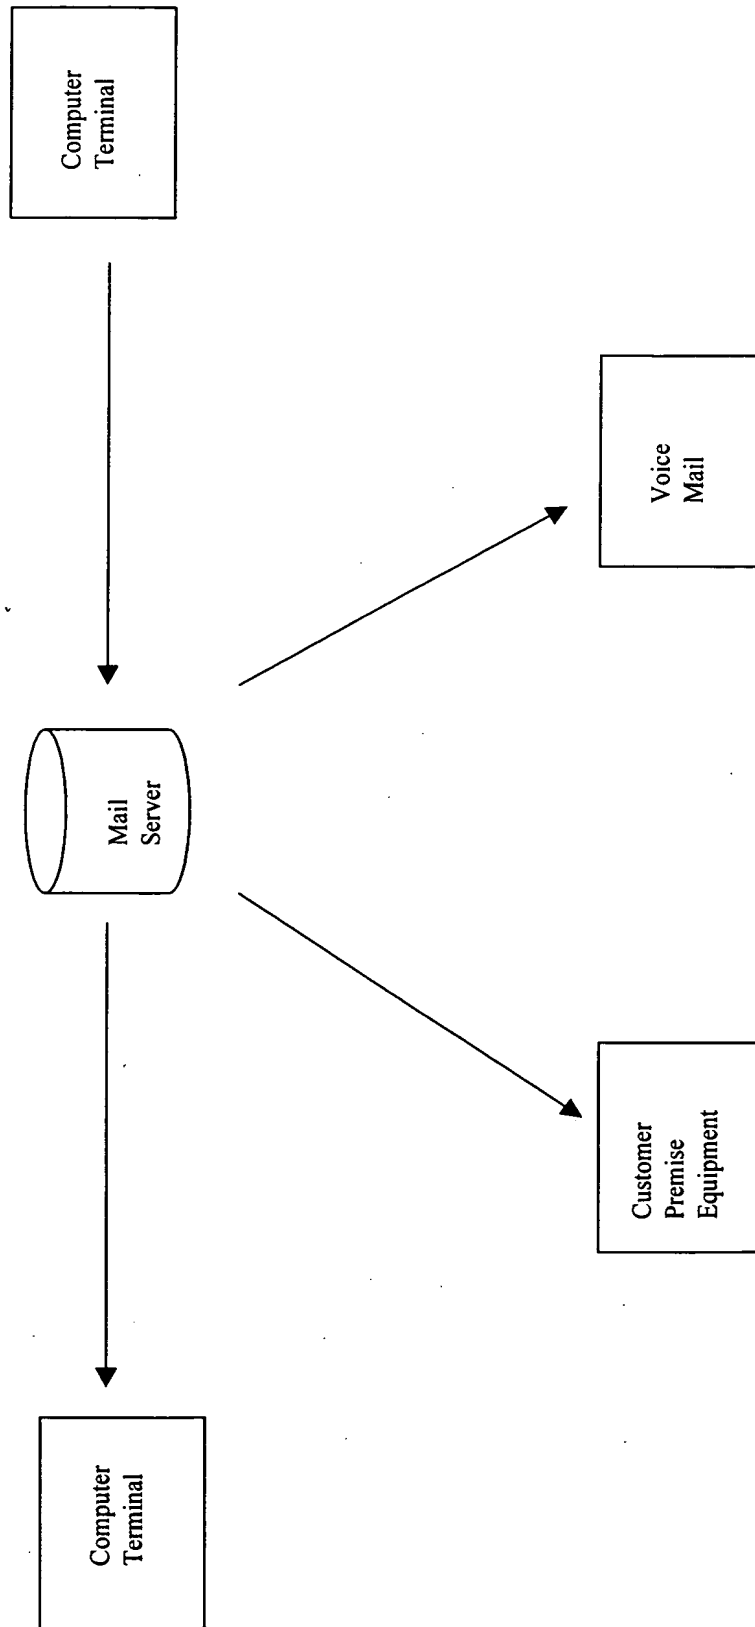 Computer
Terminal
Mail
Server
Computer
Terminal
Customer
Premise
Equipment
Voice
Mail